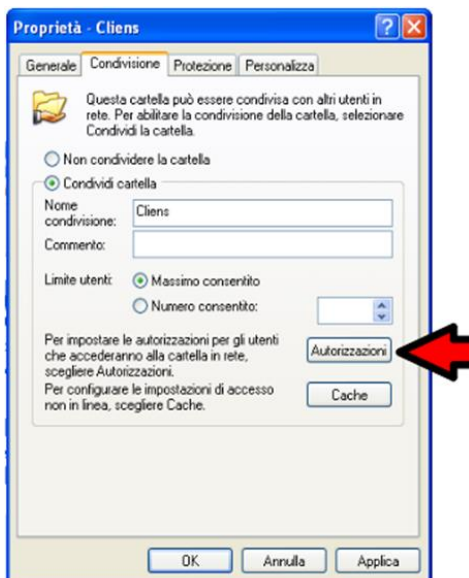 Proprietà - Cliens
Generale Condivisione Protezione Personalizza
Questa cartella può essere condivisa con altri utenti in
rete. Per abilitare la condivisione della cartella, selezionare
Condividi la cartella.
Non condividere la cartella
Condividi cartella
Nome
condivisione:
Cliens
Commento:
Limite utenti:
Massimo consentito
Numero consentito:
Per impostare le autorizzazioni per gli utenti
che accederanno alla cartella in rete,
scegliere Autorizzazioni.
Autorizzazioni
Per configurare le impostazioni di accesso
non in linea, scegliere Cache.
Cache
OK Annulla Applica